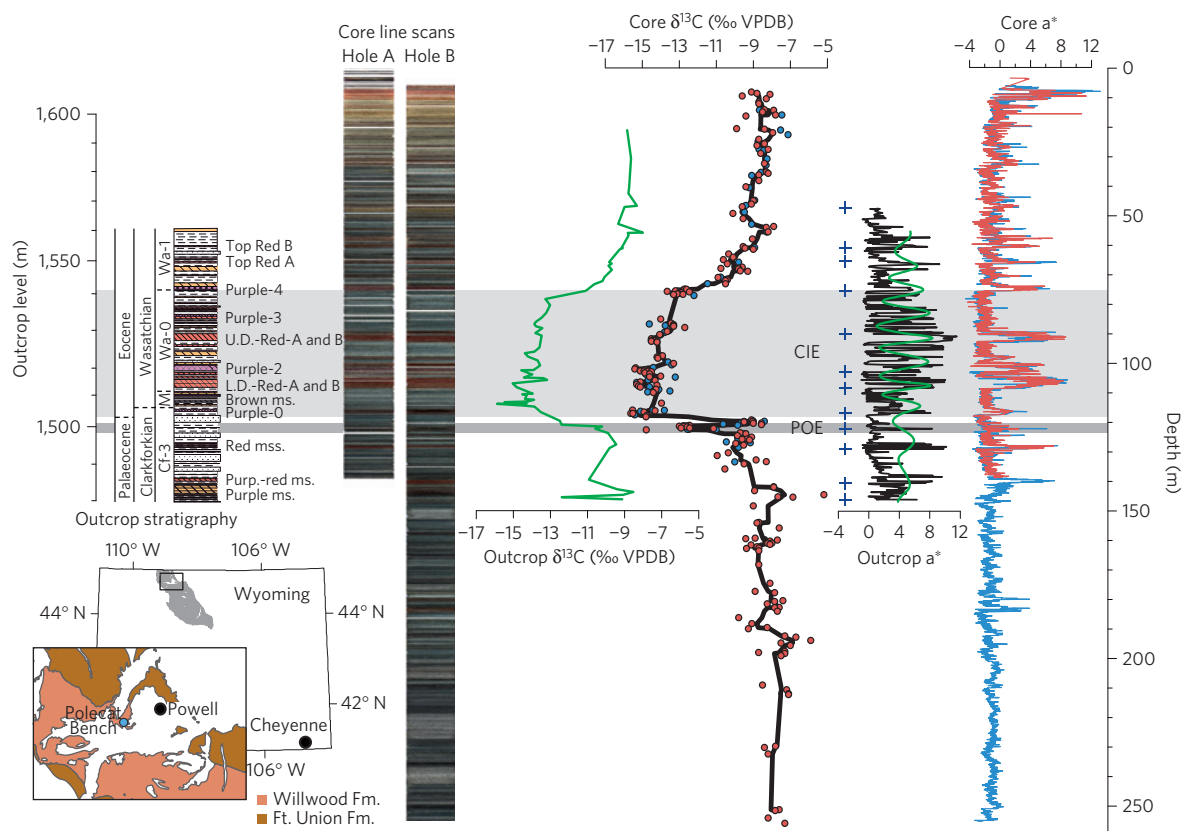 Core line scans
Hole A
Hole B
Core δ13C (‰ VPDB)
−17 −15 −13 −11 −9 −7 −5
Core a*
−4 0 4 8 12
Outcrop level (m)
1,600
1,550
1,500
Palaeocene
Eocene
Clarkforkian
Wasatchian
Cf-3
M
Wa-0
Wa-1
Top Red B
Top Red A
Purple-4
Purple-3
U.D.-Red-A and B
Purple-2
L.D.-Red-A and B
Brown ms.
Purple-0
Red mss.
Purp.-red ms.
Purple ms.
Outcrop stratigraphy
CIE
POE
−17 −15 −13 −11 −9 −7 −5
Outcrop δ13C (‰ VPDB)
−4 0 4 8 12
Outcrop a*
0
50
100
150
200
250
Depth (m)
110° W
106° W
Wyoming
44° N
44° N
42° N
106° W
Cheyenne
Powell
Polecat
Bench
Willwood Fm.
Ft. Union Fm.